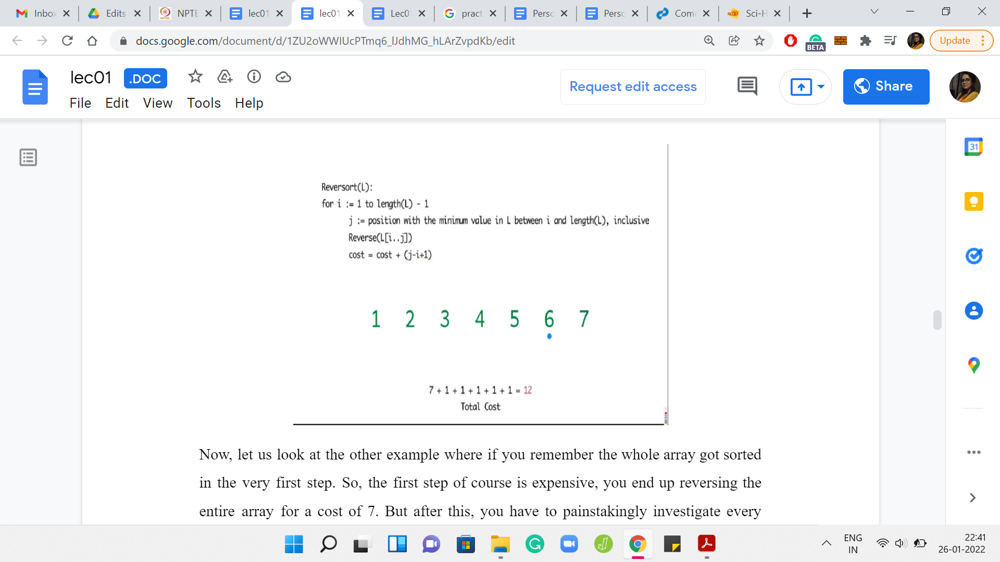 Inbo
Edits
NPTE
lec01
lec01
Lec0
pract
Perso
Perso
Com
Sci-H
docs.google.com/document/d/1ZU2oWWIUcPTmq6_lJdhMG_hLArZvpdKb/edit
BETA
Update
lec01
.DOC
Request edit access
Share
File Edit View Tools Help
31
Reversort(L):
for i := 1 to length(L) - 1
j := position with the minimum value in L between i and length(L), inclusive
Reverse(L[i..j])
cost = cost + (j-i+1)
1 2 3 4 5 6 7
7 + 1 + 1 + 1 + 1 + 1 = 12
Total Cost
Now, let us look at the other example where if you remember the whole array got sorted
in the very first step. So, the first step of course is expensive, you end up reversing the
entire array for a cost of 7. But after this, you have to painstakingly investigate every
ENG
IN
22:41
26-01-2022